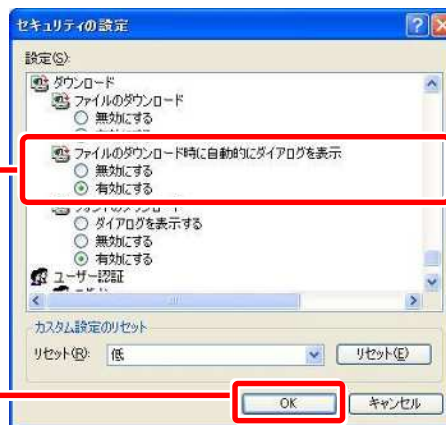 セキュリティの設定
設定(S):
ダウンロード
ファイルのダウンロード
無効にする
ファイルのダウンロード時に自動的にダイアログを表示
無効にする
有効にする
ダイアログを表示する
無効にする
有効にする
ユーザー認証
カスタム設定のリセット
リセット(R): 低 リセット(E)
OK キャンセル